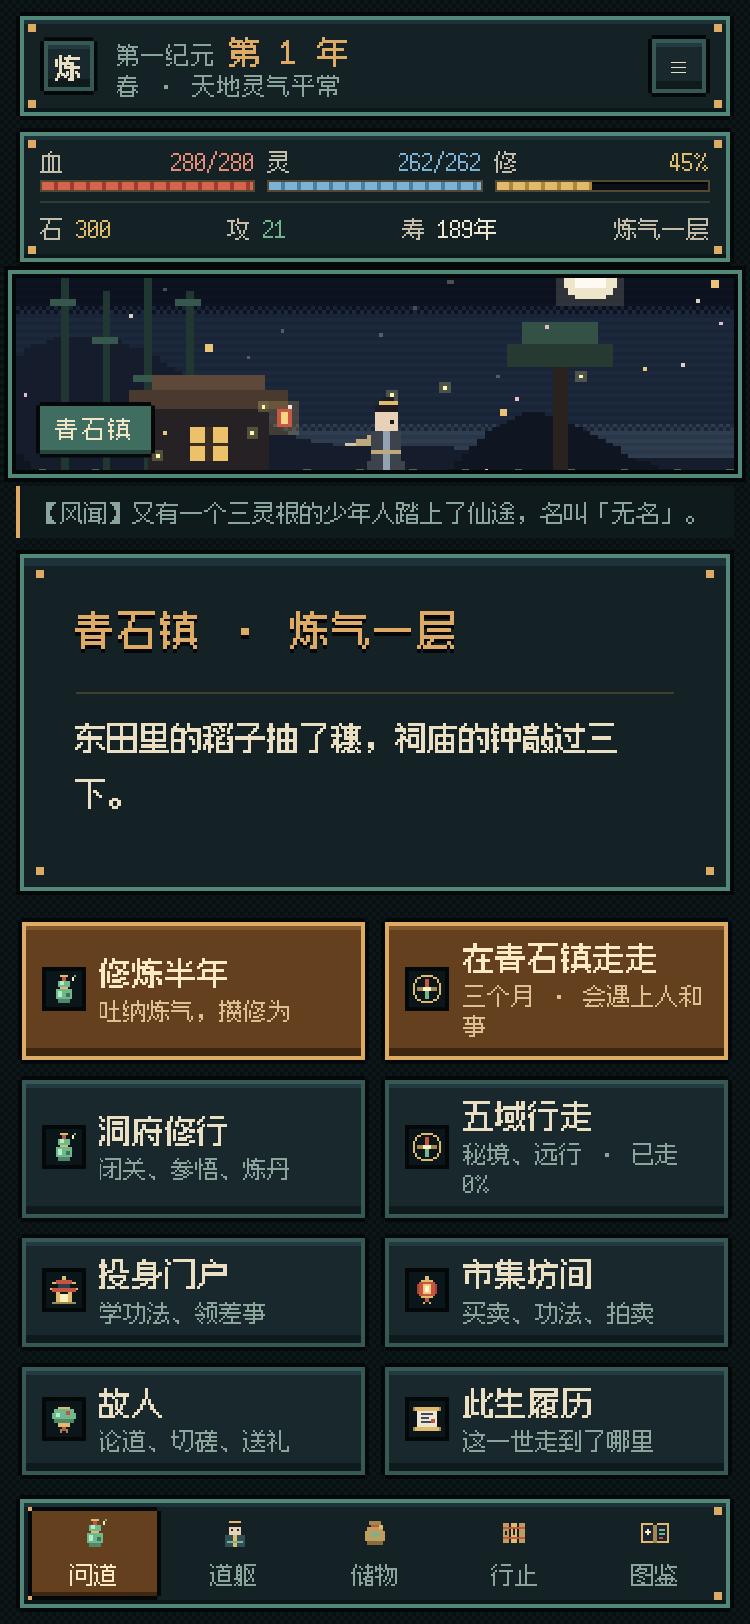 炼
第一纪元 第 1 年
春 · 天地灵气平常
≡
血 280/280 灵 262/262 修 45%
石 300 攻 21 寿 189年 炼气一层
青石镇
【风闻】又有一个三灵根的少年人踏上了仙途，名叫「无名」。
青石镇 · 炼气一层
东田里的稻子抽了穗，祠庙的钟敲过三
下。
修炼半年
吐纳炼气，攒修为
在青石镇走走
三个月 · 会遇上人和
事
洞府修行
闭关、参悟、炼丹
五域行走
秘境、远行 · 已走
0%
投身门户
学功法、领差事
市集坊间
买卖、功法、拍卖
故人
论道、切磋、送礼
此生履历
这一世走到了哪里
问道 道躯 储物 行止 图鉴